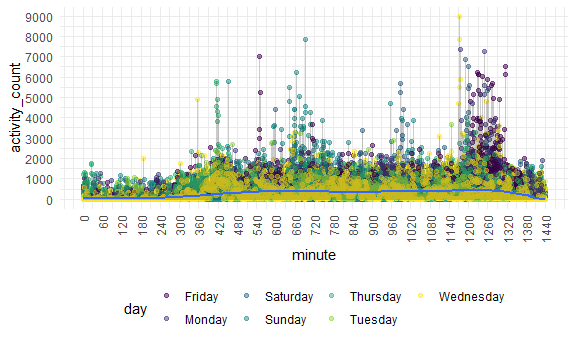 9000
8000
7000
6000
5000
4000
3000
2000
1000
0
activity_count
0 60 120 180 240 300 360 420 480 540 600 660 720 780 840 900 960 1020 1080 1140 1200 1260 1320 1380 1440
minute
day
Friday Saturday Thursday Wednesday
Monday Sunday Tuesday